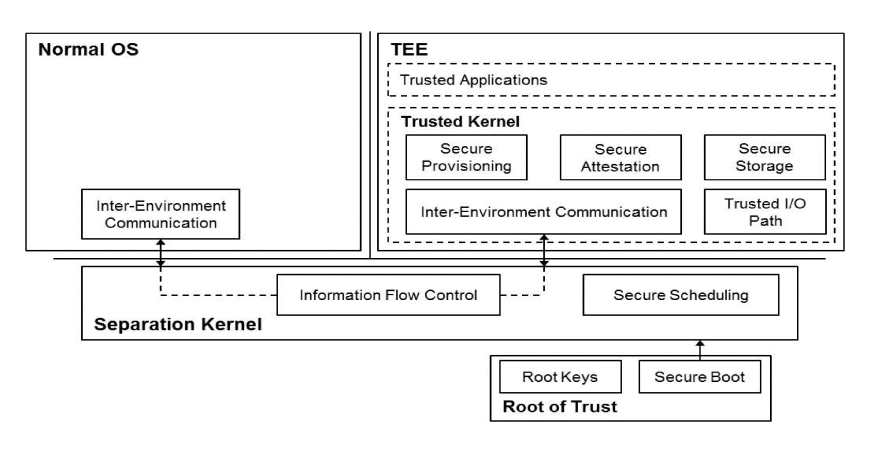 Normal OS
TEE
Trusted Applications
Trusted Kernel
Secure
Provisioning
Secure
Attestation
Secure
Storage
Inter-Environment
Communication
Inter-Environment Communication
Trusted I/O
Path
Information Flow Control
Secure Scheduling
Separation Kernel
Root Keys
Secure Boot
Root of Trust